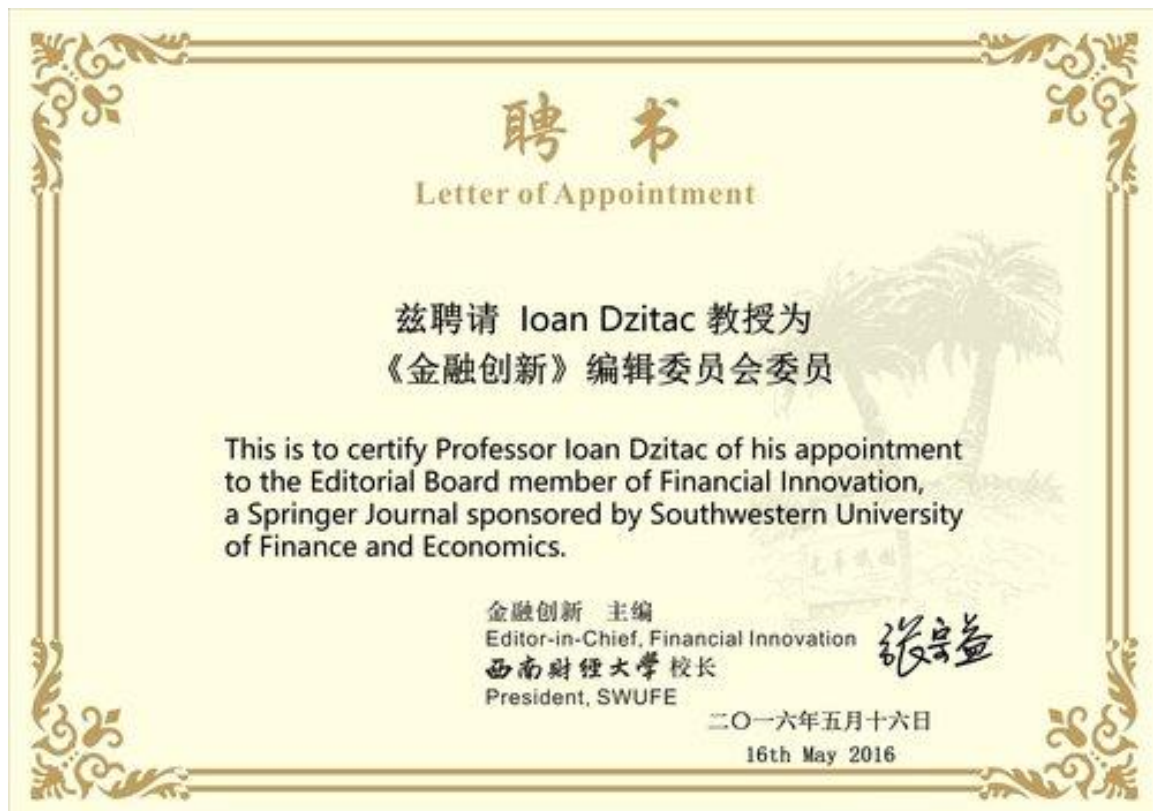 聘书
Letter of Appointment
兹聘请 Ioan Dzitac 教授为
《金融创新》编辑委员会委员
This is to certify Professor Ioan Dzitac of his appointment
to the Editorial Board member of Financial Innovation,
a Springer Journal sponsored by Southwestern University
of Finance and Economics.
金融创新 主编
Editor-in-Chief, Financial Innovation
张宗益
西南财经大學 校长
President, SWUFE
二〇一六年五月十六日
16th May 2016